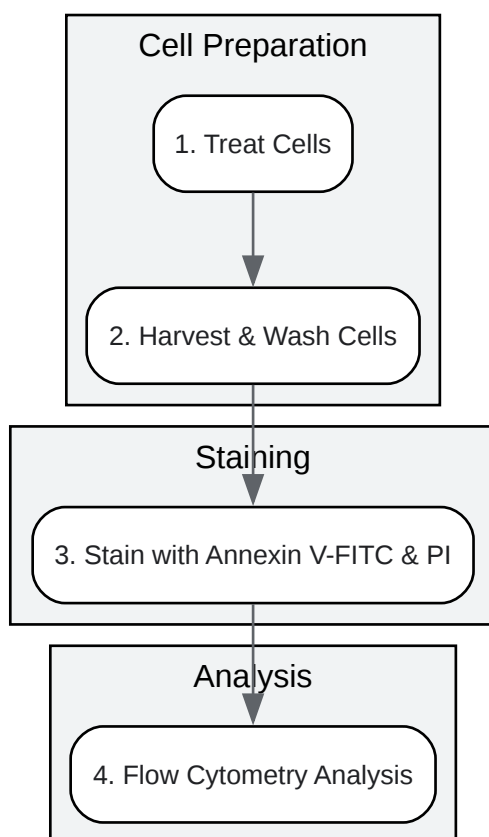 Cell Preparation
1. Treat Cells
2. Harvest & Wash Cells
Staining
3. Stain with Annexin V-FITC & PI
Analysis
4. Flow Cytometry Analysis